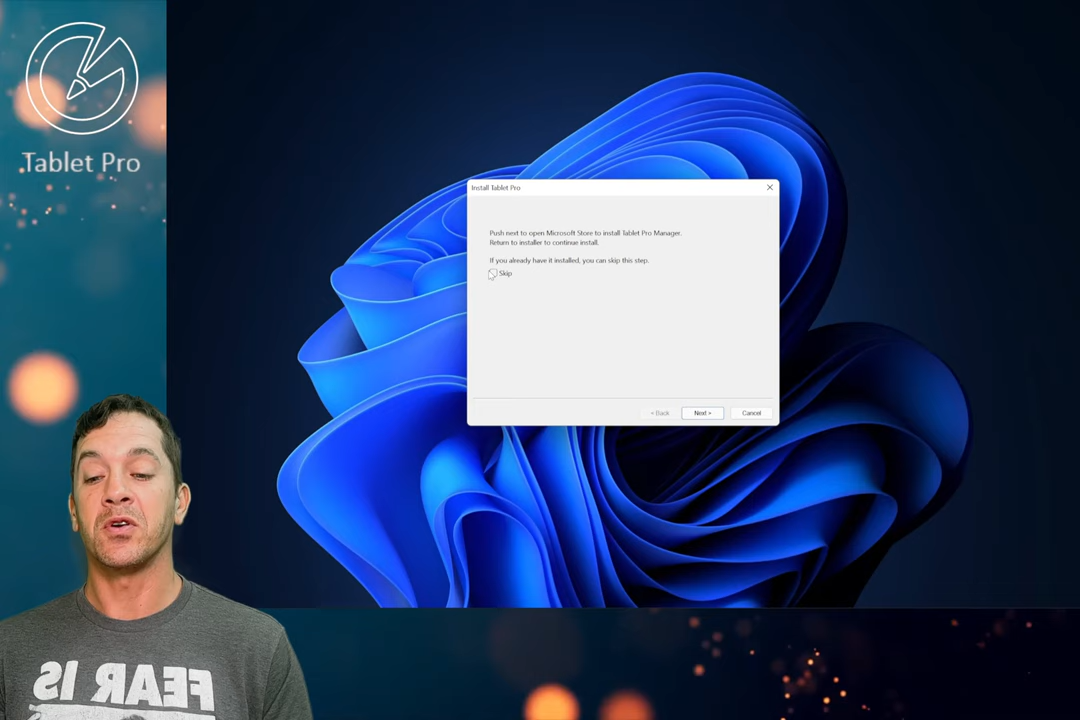 Tablet Pro
Install Tablet Pro
Push next to open Microsoft Store to install Tablet Pro Manager.
Return to installer to continue install.
If you already have it installed, you can skip this step.
Skip
< Back
Next >
Cancel
FEAR IS